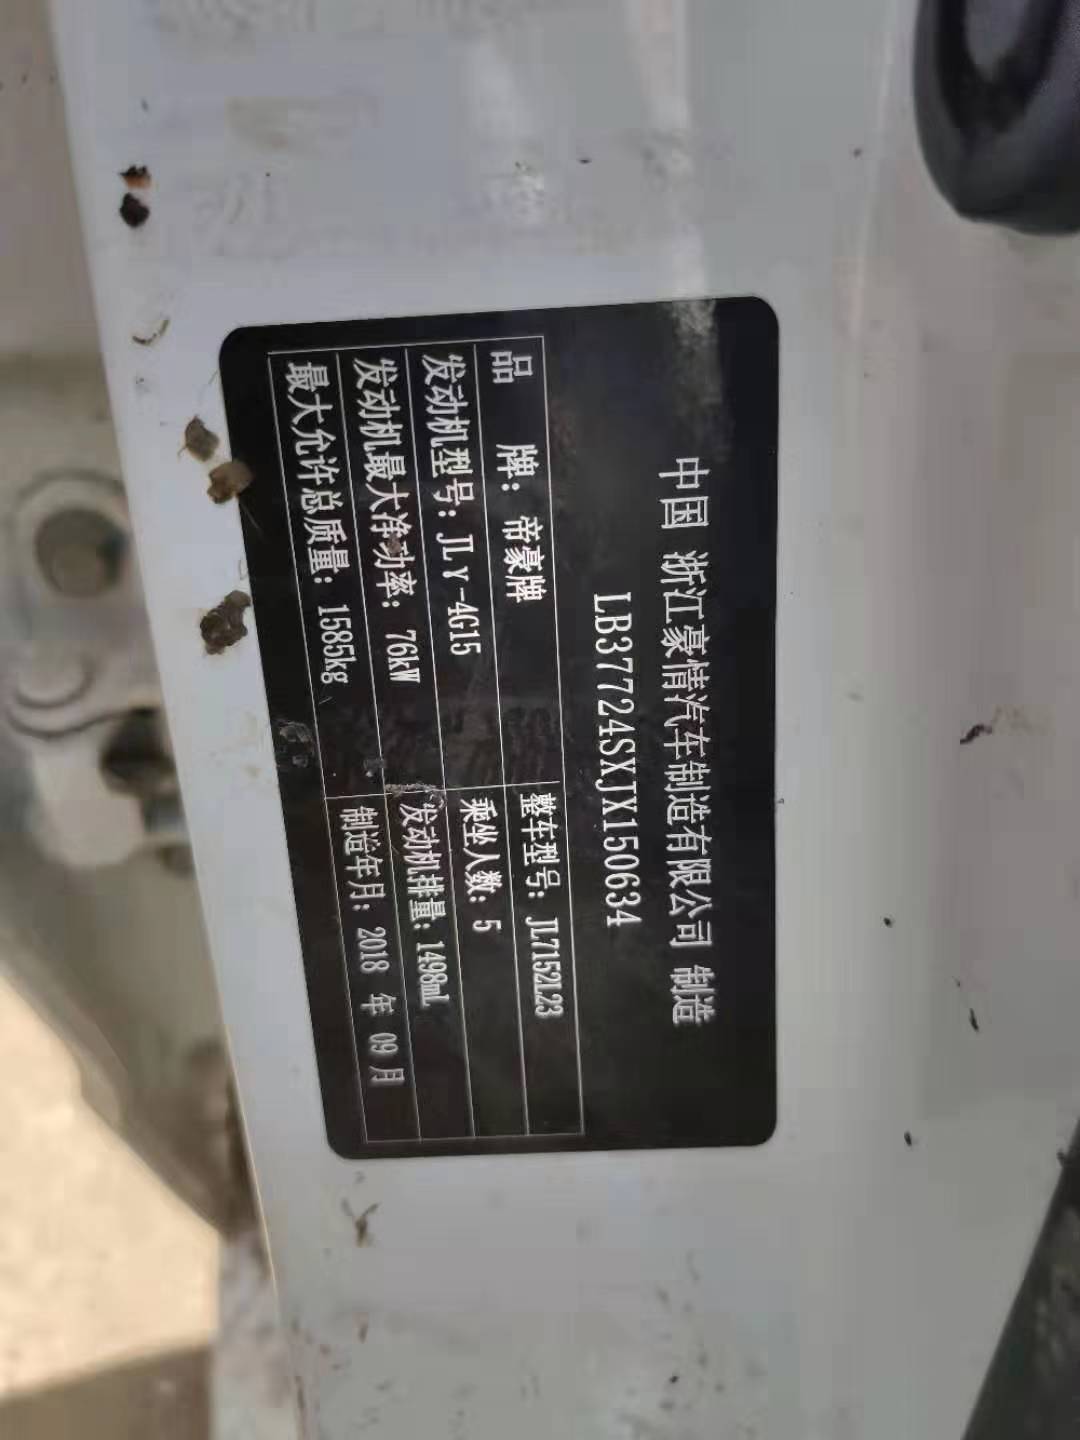 中国 浙江豪情汽车制造有限公司 制造
LB37724SXJX150634
品 牌：帝豪牌 整车型号：JL7152L23
发动机型号：JLγ-4G15 乘坐人数：5
发动机最大净功率：76kW 发动机排量：1498mL
最大允许总质量：1585kg 制造年月：2018 年 09 月